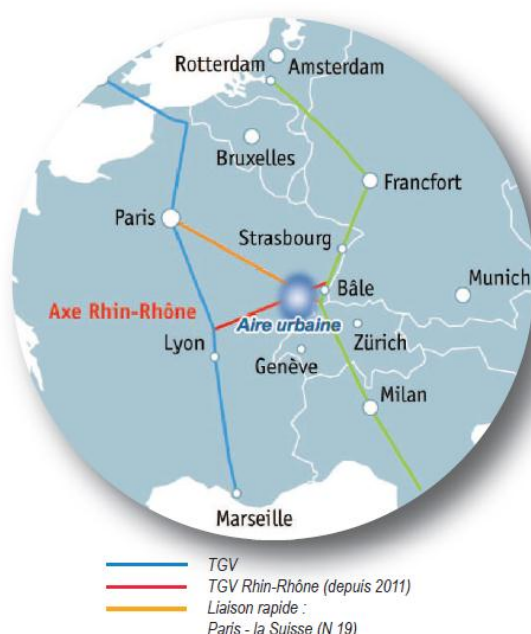 Rotterdam
Amsterdam
Bruxelles
Francfort
Paris
Strasbourg
Munich
Bâle
Axe Rhin-Rhône
Aire urbaine
Lyon
Zürich
Genève
Milan
Marseille
TGV
TGV Rhin-Rhône (depuis 2011)
Liaison rapide :
Paris - la Suisse (N 19)